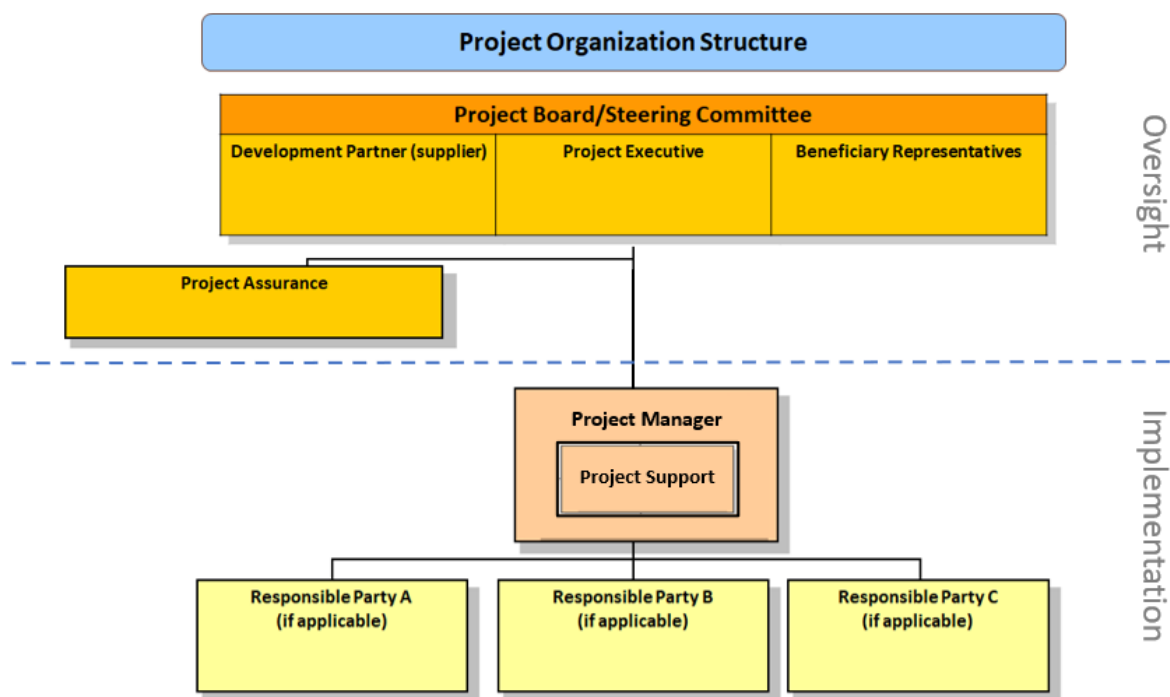 Project Organization Structure
Project Board/Steering Committee
Development Partner (supplier)
Project Executive
Beneficiary Representatives
Oversight
Project Assurance
Project Manager
Project Support
Implementation
Responsible Party A
(if applicable)
Responsible Party B
(if applicable)
Responsible Party C
(if applicable)